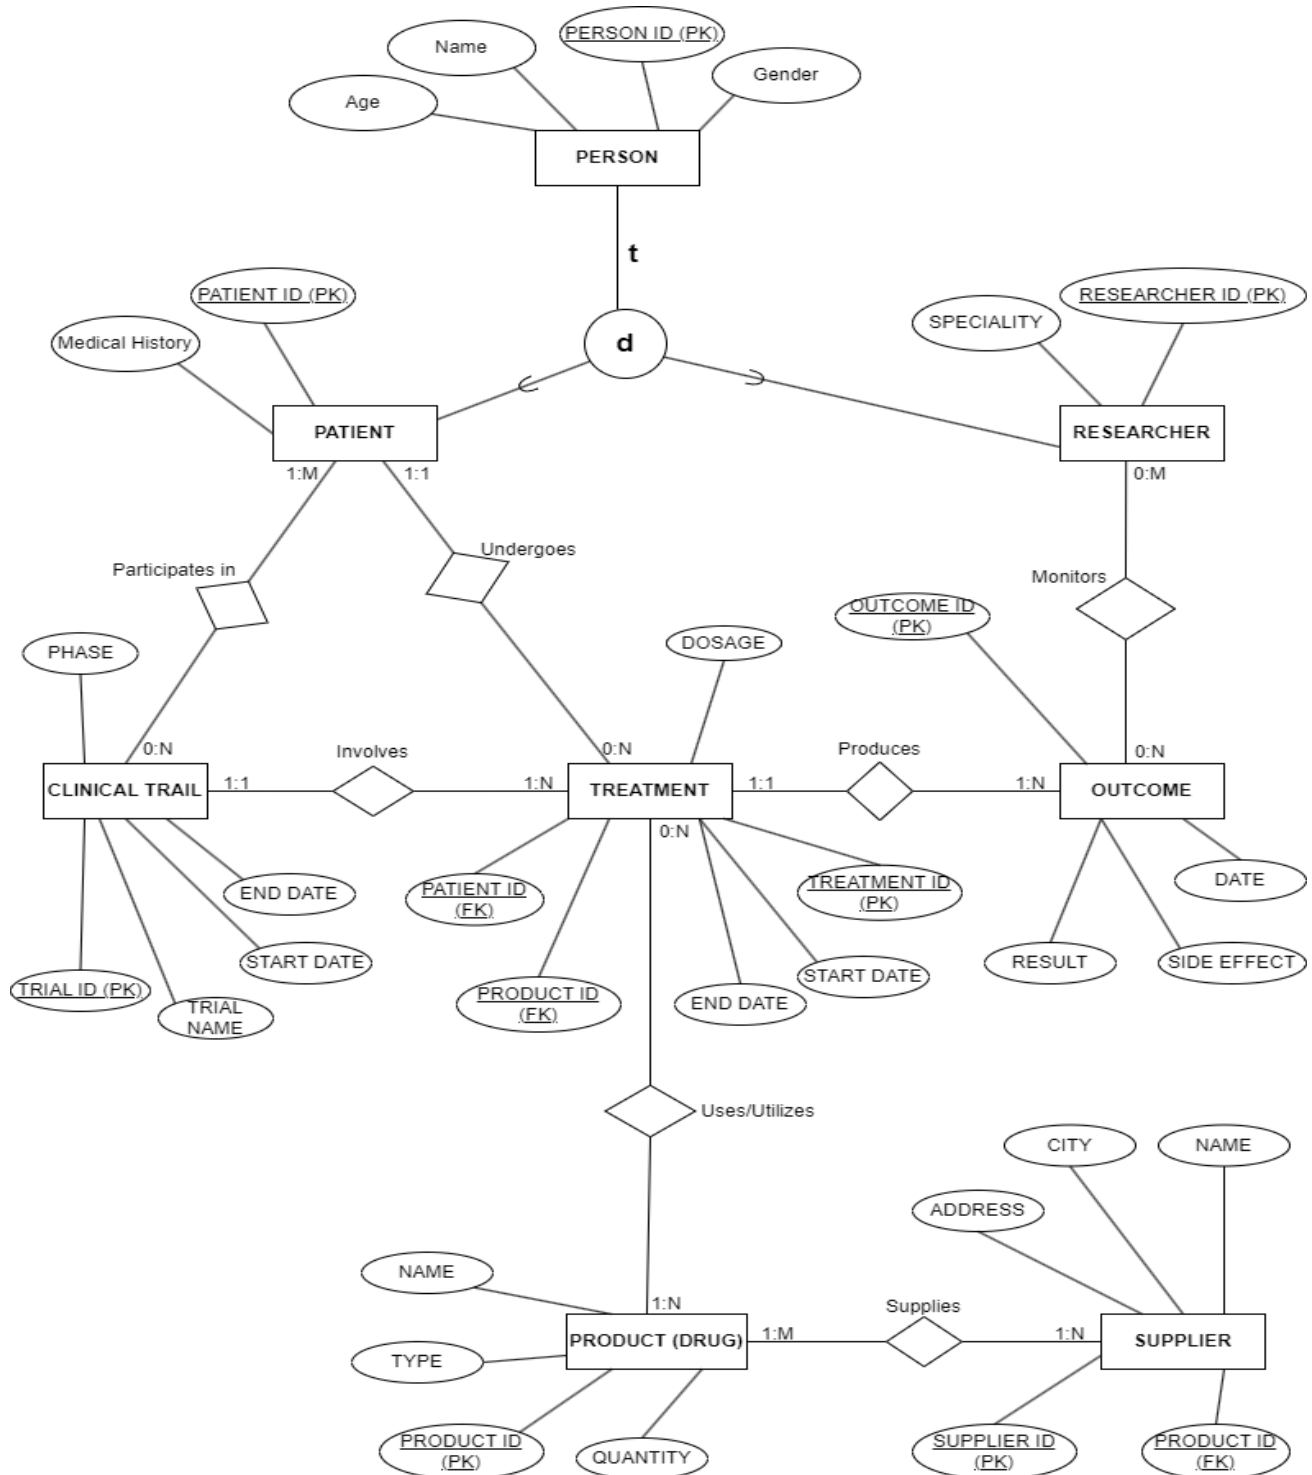 PERSON ID (PK)
Name
Gender
Age
PERSON
t
PATIENT ID (PK)
RESEARCHER ID (PK)
SPECIALITY
Medical History
d
PATIENT
RESEARCHER
1:M
1:1
0:M
Undergoes
Participates in
Monitors
OUTCOME ID
(PK)
PHASE
DOSAGE
0:N
Involves
0:N
Produces
0:N
CLINICAL TRAIL
1:1
1:N
TREATMENT
1:1
1:N
OUTCOME
0:N
END DATE
PATIENT ID
(FK)
TREATMENT ID
(PK)
DATE
START DATE
RESULT
SIDE EFFECT
START DATE
TRIAL ID (PK)
PRODUCT ID
(FK)
END DATE
TRIAL
NAME
Uses/Utilizes
CITY
NAME
ADDRESS
NAME
1:N
Supplies
PRODUCT (DRUG)
1:M
1:N
SUPPLIER
TYPE
PRODUCT ID
(PK)
QUANTITY
SUPPLIER ID
(PK)
PRODUCT ID
(FK)